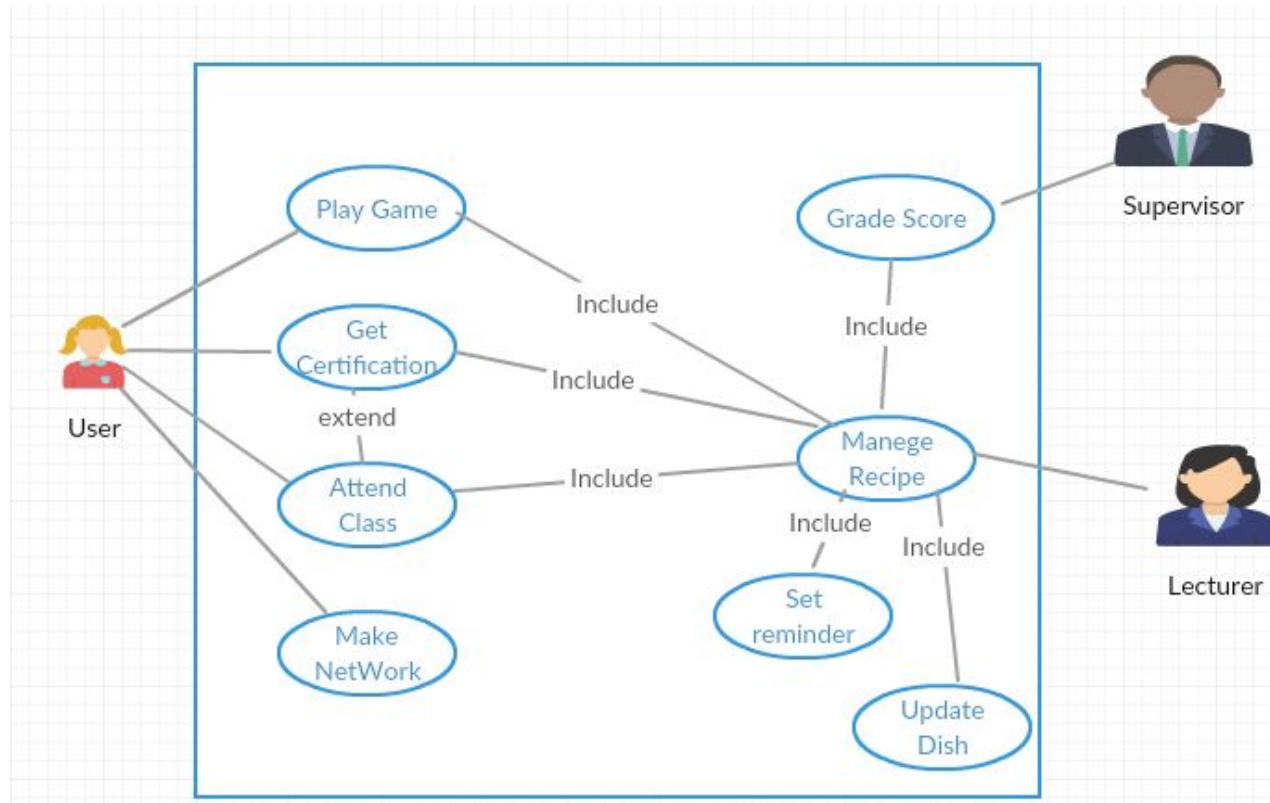 Play Game
Grade Score
Supervisor
Include
Include
Get
Certification
Include
extend
User
Manege
Recipe
Attend
Class
Include
Include
Include
Lecturer
Set
reminder
Make
NetWork
Update
Dish